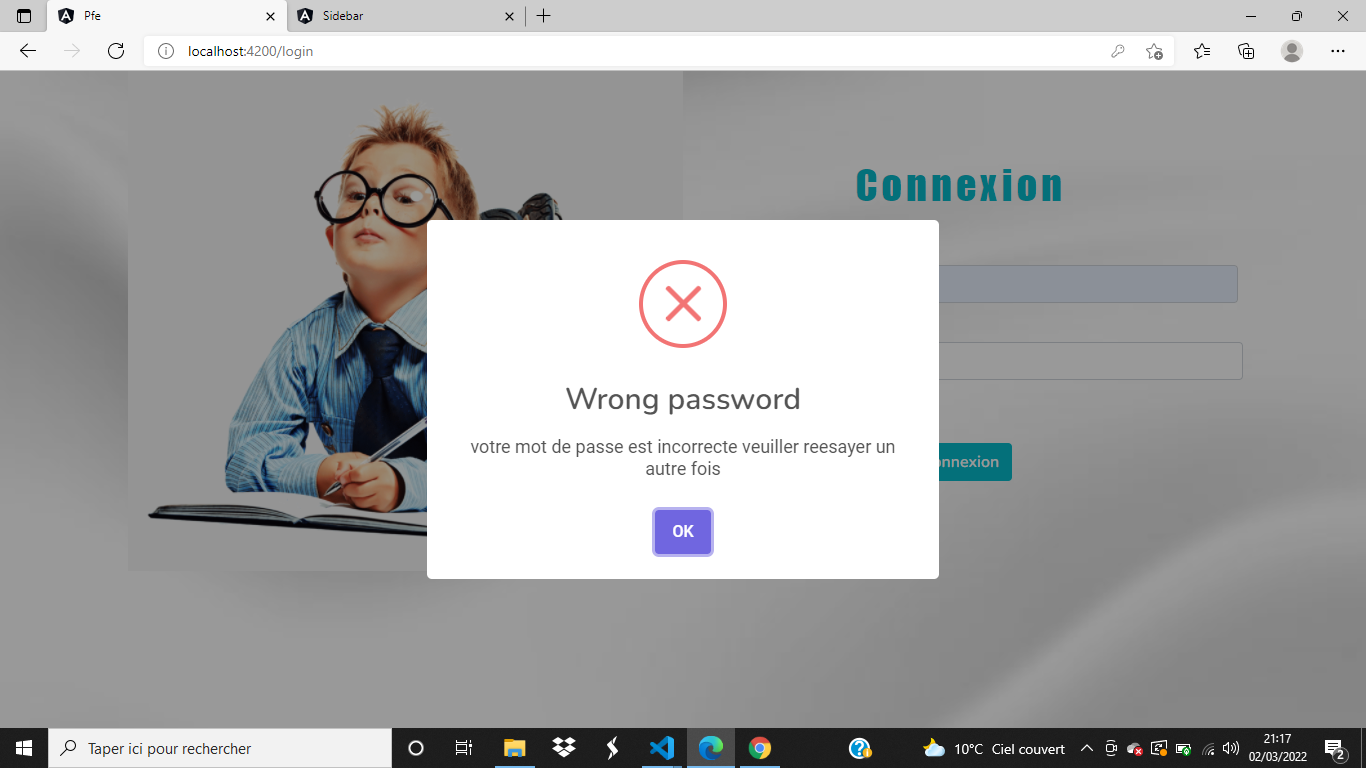 Pfe
Sidebar
localhost:4200/login
Connexion
Wrong password
votre mot de passe est incorrecte veuiller reesayer un
autre fois
onnexion
OK
Taper ici pour rechercher
10°C Ciel couvert
21:17
02/03/2022
2